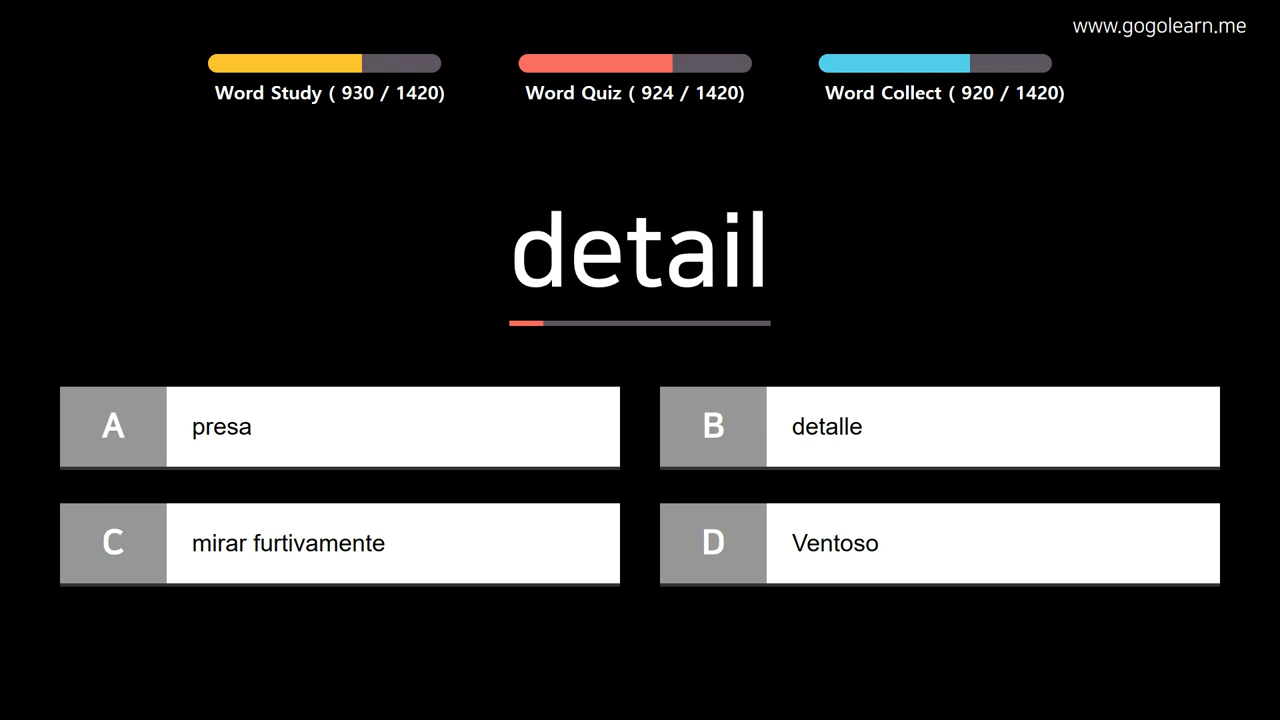 www.gogolearn.me
Word Study ( 930 / 1420)
Word Quiz ( 924 / 1420)
Word Collect ( 920 / 1420)
detail
A presa
B detalle
C mirar furtivamente
D Ventoso